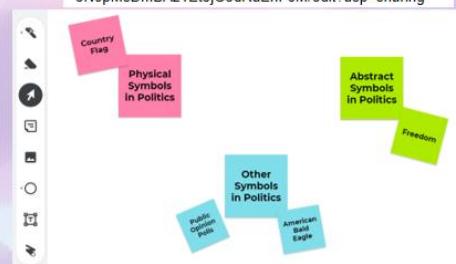 Country
Flag
Physical
Symbols
in Politics
Abstract
Symbols
in Politics
Freedom
Other
Symbols
in Politics
Public
Opinion
Polls
American
Bald
Eagle